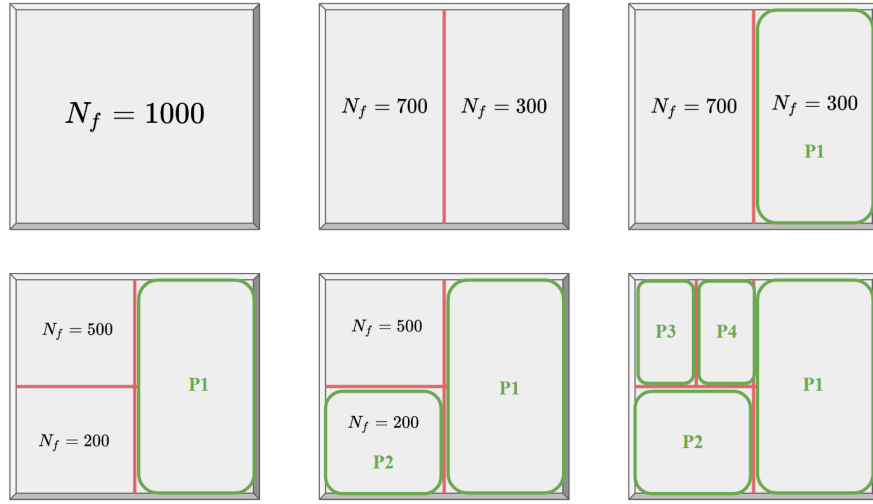 N_f = 1000
N_f = 700
N_f = 300
N_f = 700
N_f = 300
P1
N_f = 500
N_f = 200
P1
N_f = 500
N_f = 200
P2
P1
P3
P4
P2
P1